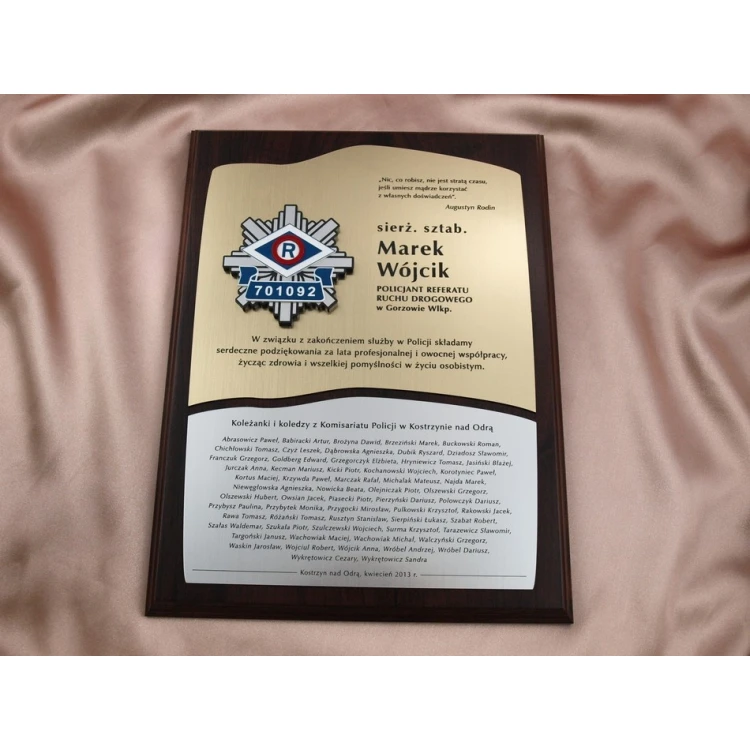 „Nic, co robisz, nie jest stratą czasu,
jeśli umiesz mądrze korzystać
z własnych doświadczeń”.
Augustyn Rodin
sierż. sztab.
Marek
Wójcik
POLICJANT REFERATU
RUCHU DROGOWEGO
w Gorzowie Wlkp.
R
701092
W związku z zakończeniem służby w Policji składamy
serdeczne podziękowania za lata profesjonalnej i owocnej współpracy,
życząc zdrowia i wszelkiej pomyślności w życiu osobistym.
Koleżanki i koledzy z Komisariatu Policji w Kostrzynie nad Odrą
Abrasowicz Paweł, Babiracki Artur, Brożyna Dawid, Brzeziński Marek, Buckowski Roman,
Chichłowski Tomasz, Czyż Leszek, Dąbrowska Agnieszka, Dubik Ryszard, Dziadosz Sławomir,
Franczuk Grzegorz, Goldberg Edward, Grzegorczyk Elżbieta, Hryniewicz Tomasz, Jasiński Błażej,
Jurczak Anna, Kecman Mariusz, Kicki Piotr, Kochanowski Wojciech, Korotyniec Paweł,
Kortus Maciej, Krzywda Paweł, Marczak Rafał, Michalak Mateusz, Najda Marek,
Niewęgłowska Agnieszka, Nowicka Beata, Olejniczak Piotr, Olszewski Grzegorz,
Olszewski Hubert, Owsian Jacek, Piasecki Piotr, Pierzyński Dariusz, Połowczyk Dariusz,
Przybysz Paulina, Przybytek Monika, Przygocki Mirosław, Pulkowski Krzysztof, Rakowski Jacek,
Rawa Tomasz, Różański Tomasz, Rusztyn Stanisław, Sierpiński Łukasz, Szabat Robert,
Szałas Waldemar, Szukała Piotr, Szulczewski Wojciech, Surma Krzysztof, Tarazewicz Sławomir,
Targoński Janusz, Wachowiak Maciej, Wachowiak Michał, Walczyński Grzegorz,
Waskin Jarosław, Wojciul Robert, Wójcik Anna, Wróbel Andrzej, Wróbel Dariusz,
Wykrętowicz Cezary, Wykrętowicz Sandra
Kostrzyn nad Odrą, kwiecień 2013 r.